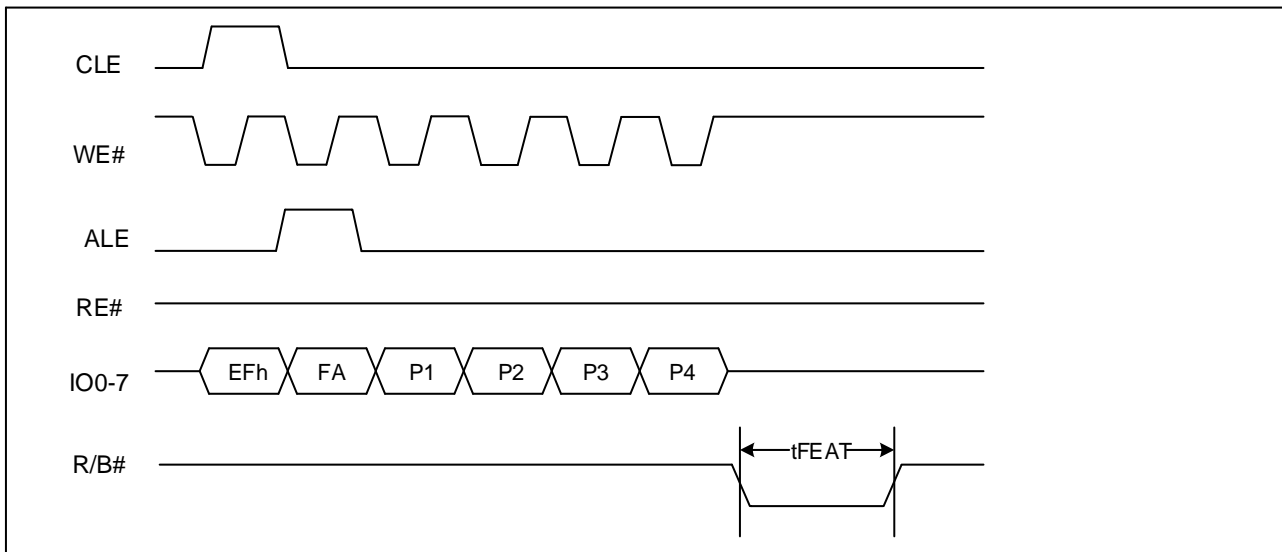 CLE
WE#
ALE
RE#
IO0-7 EFh FA P1 P2 P3 P4
R/B# tFEAT